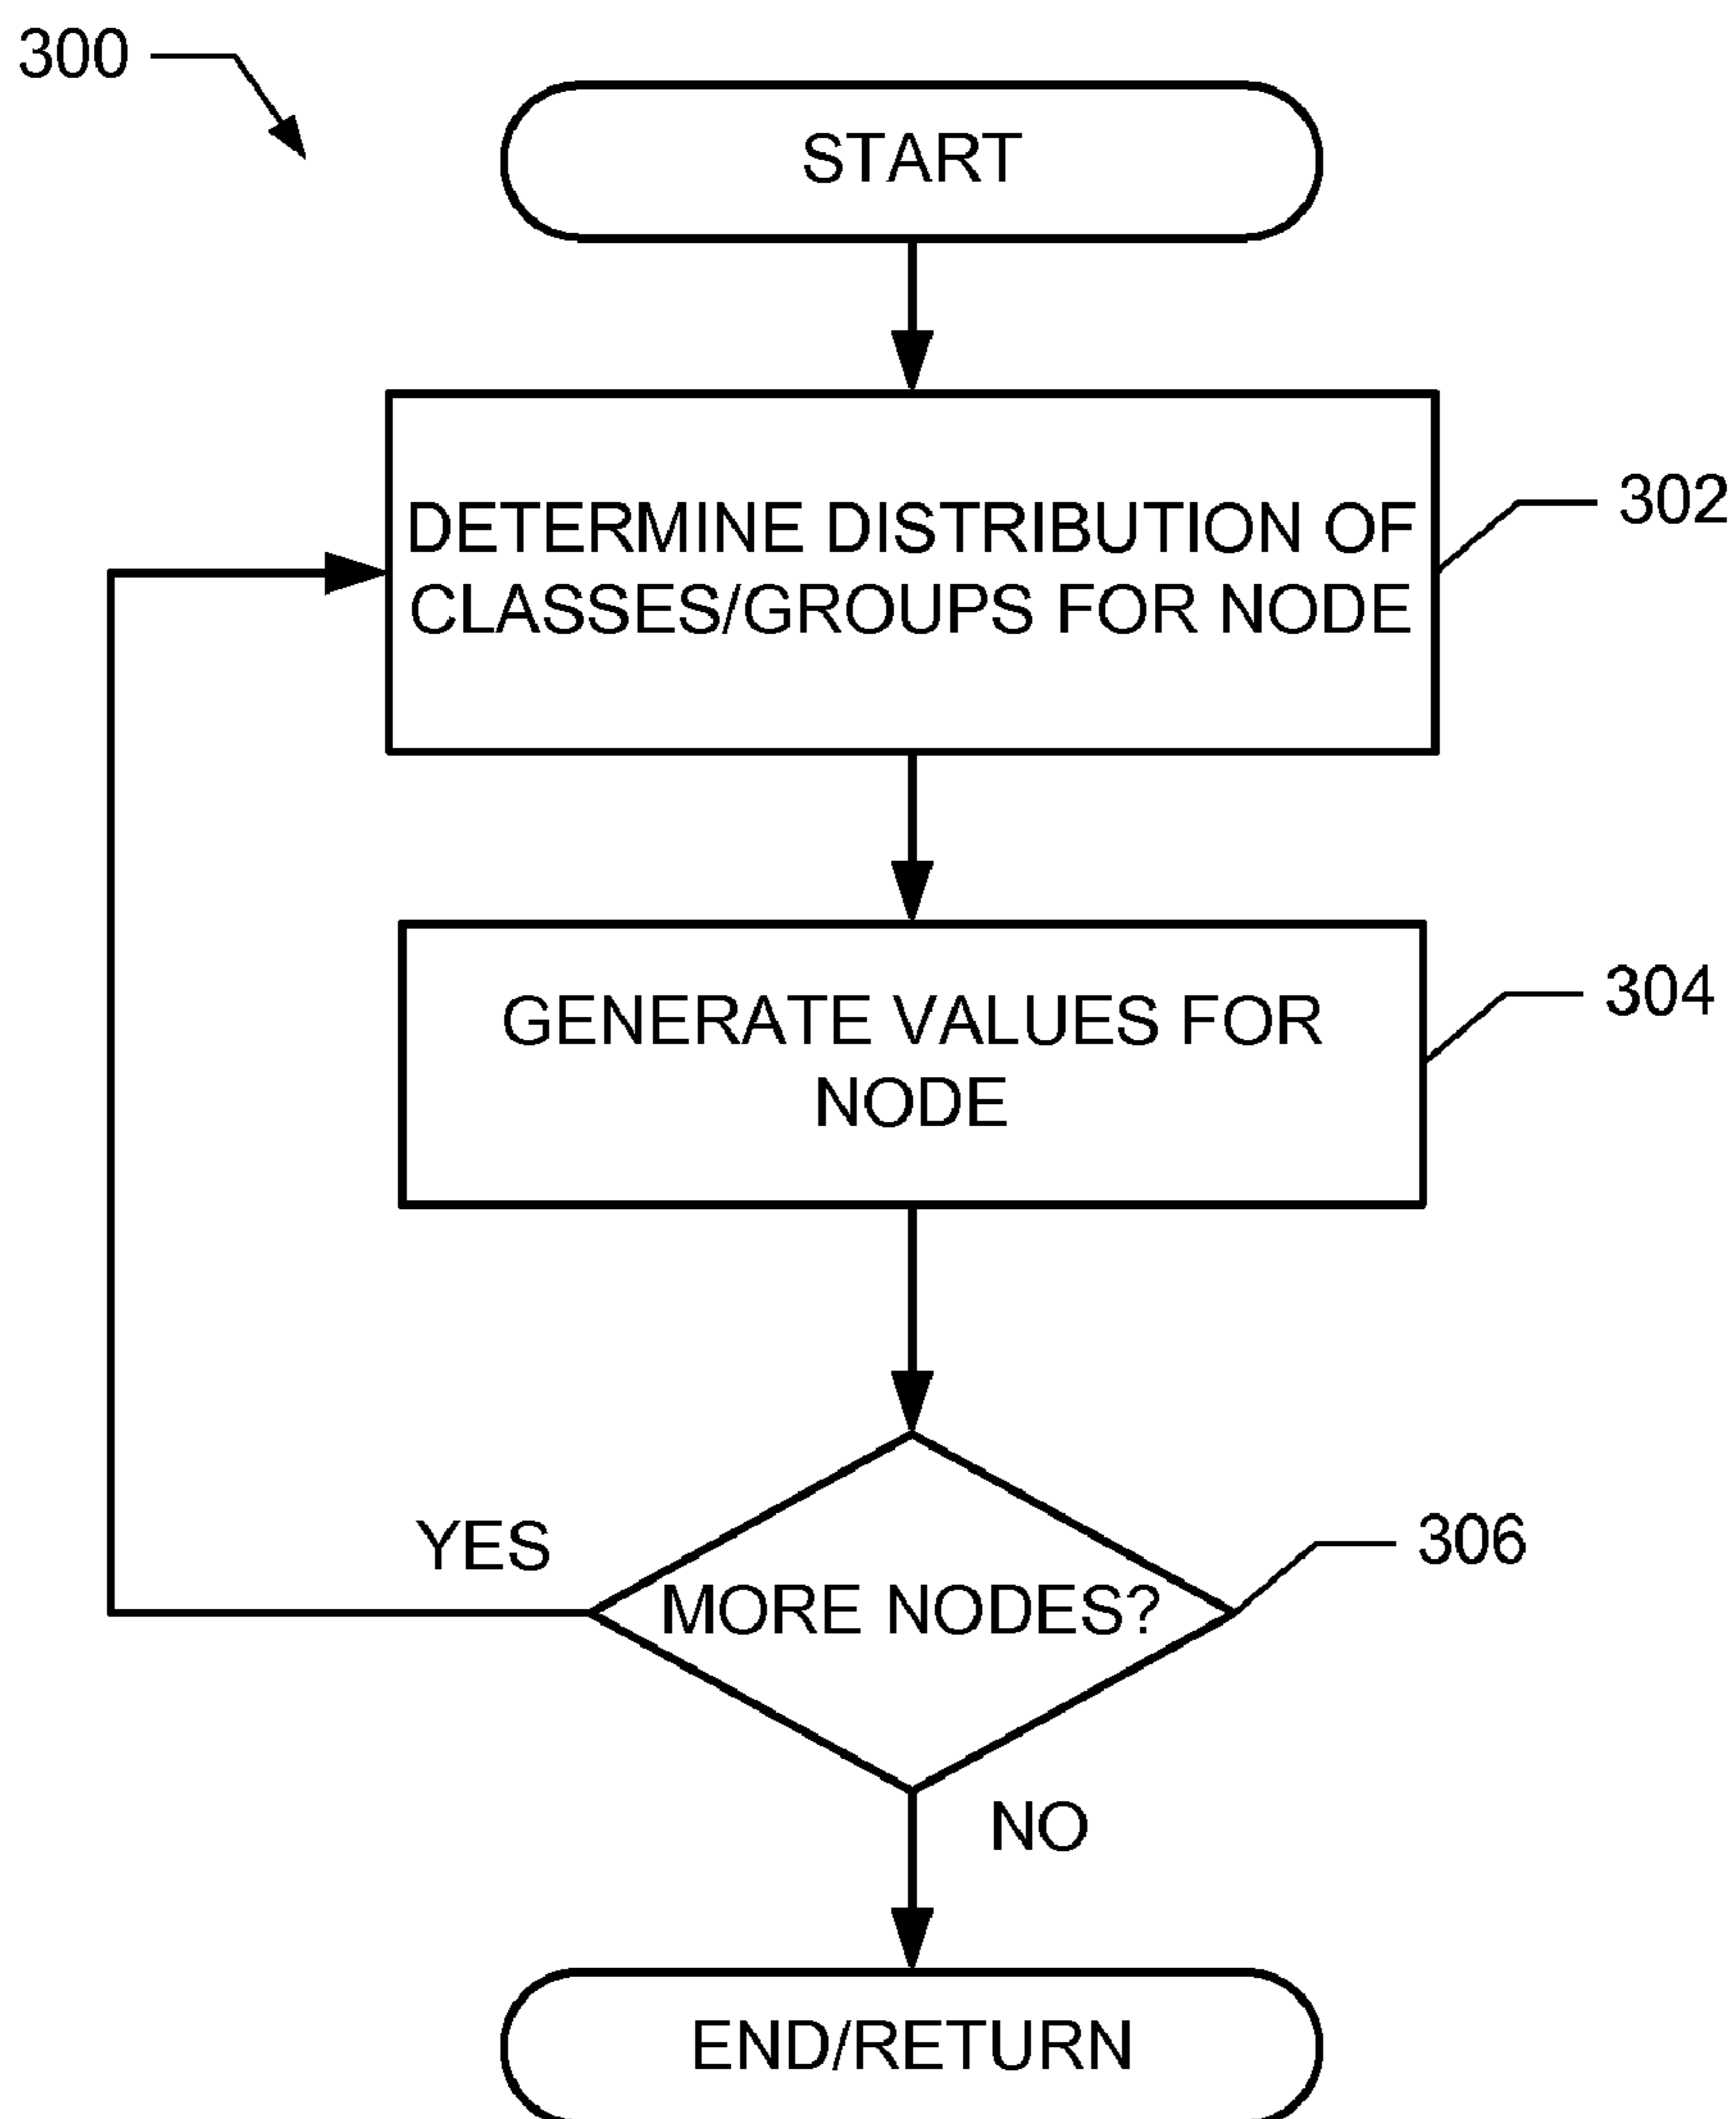 300
START
DETERMINE DISTRIBUTION OF
CLASSES/GROUPS FOR NODE
302
GENERATE VALUES FOR
NODE
304
YES
MORE NODES?
306
NO
END/RETURN